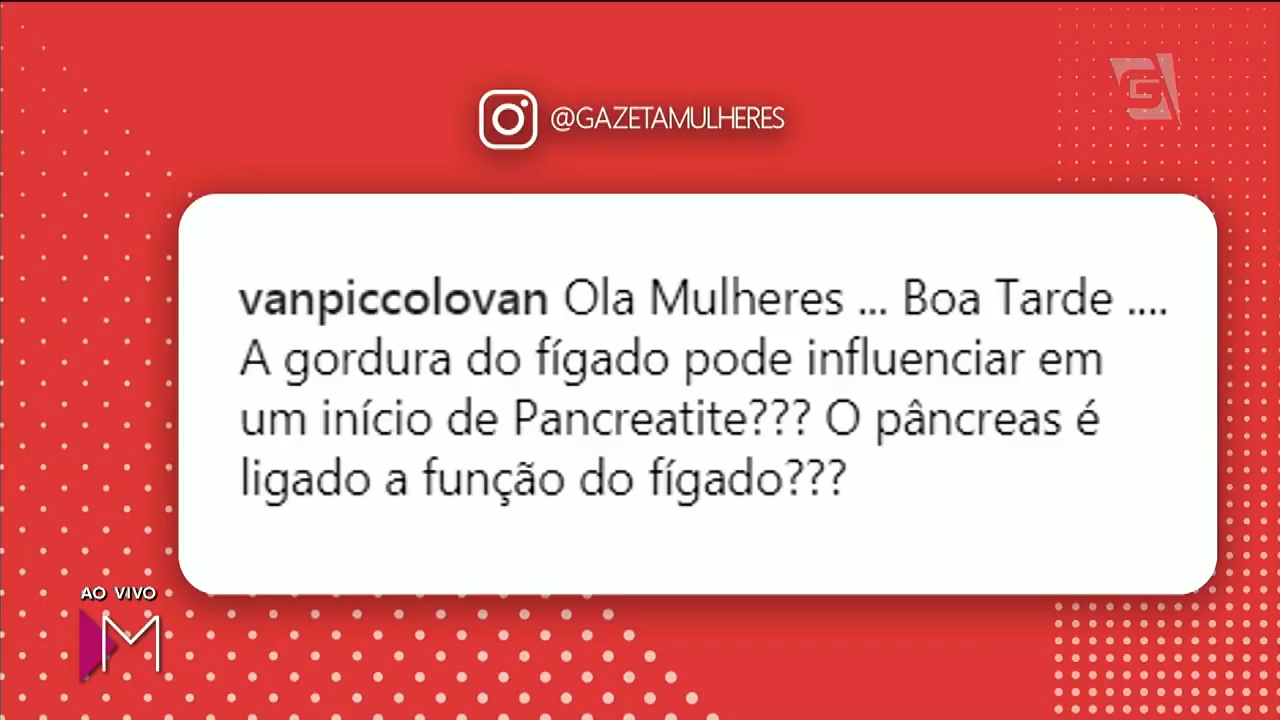 @GAZETAMULHERES
G
vanpiccolovan Ola Mulheres ... Boa Tarde ....
A gordura do fígado pode influenciar em
um início de Pancreatite??? O pâncreas é
ligado a função do fígado???
AO VIVO
M